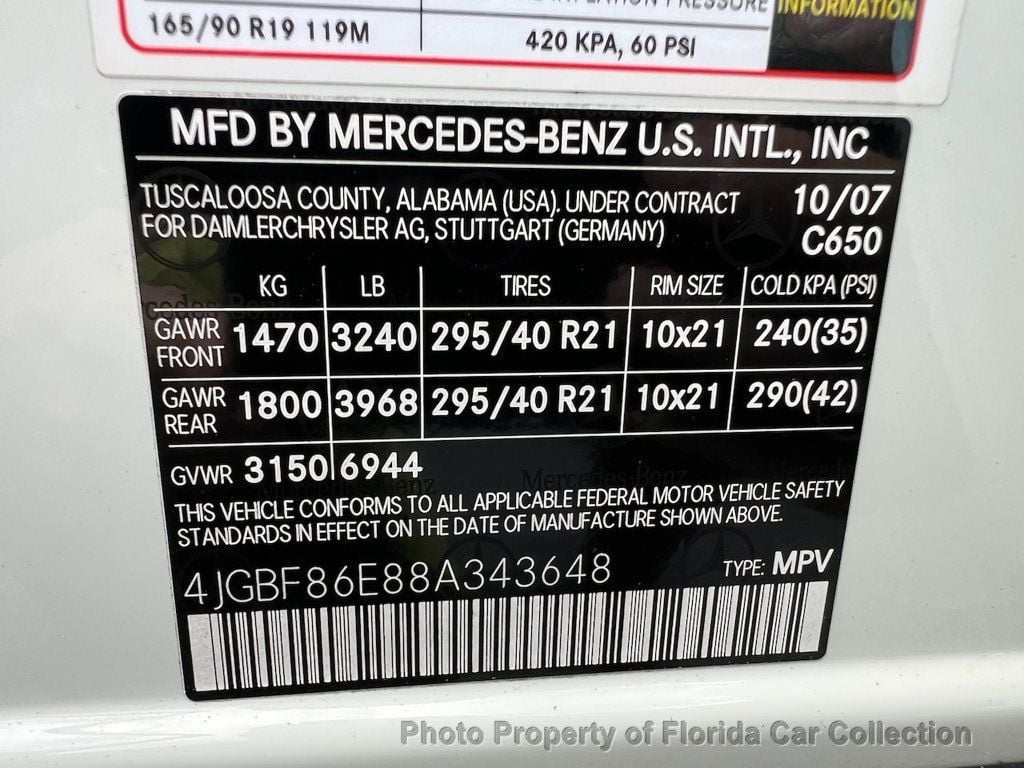 INFLATION PRESSURE INFORMATION
165/90 R19 119M 420 KPA, 60 PSI
MFD BY MERCEDES-BENZ U.S. INTL., INC
TUSCALOOSA COUNTY, ALABAMA (USA). UNDER CONTRACT 10/07
FOR DAIMLERCHRYSLER AG, STUTTGART (GERMANY) C650
KG LB TIRES RIM SIZE COLD KPA (PSI)
GAWR FRONT 1470 3240 295/40 R21 10x21 240(35)
GAWR REAR 1800 3968 295/40 R21 10x21 290(42)
GVWR 3150 6944
THIS VEHICLE CONFORMS TO ALL APPLICABLE FEDERAL MOTOR VEHICLE SAFETY
STANDARDS IN EFFECT ON THE DATE OF MANUFACTURE SHOWN ABOVE.
4JGBF86E88A343648 TYPE: MPV
Photo Property of Florida Car Collection